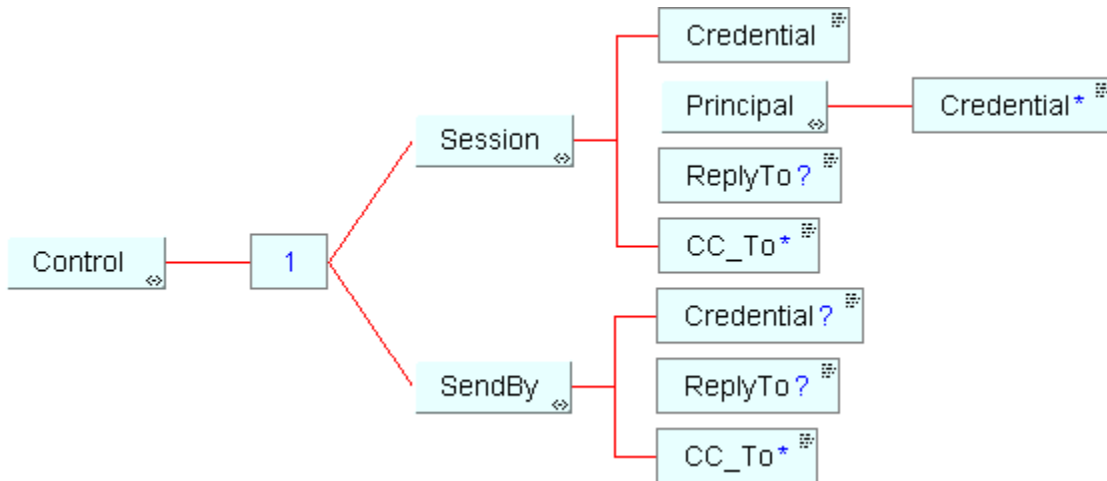 Credential
Principal
Credential*
Session
ReplyTo?
CC_To*
Control
1
Credential?
SendBy
ReplyTo?
CC_To*